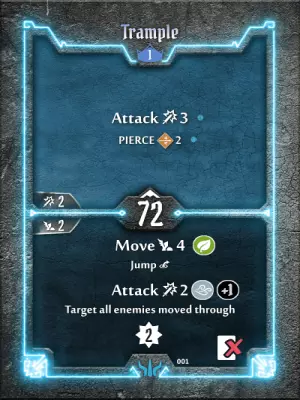 Trample
1
Attack 3
PIERCE 2
2
72
2
Move 4
Jump
Attack 2 +1
Target all enemies moved through
2
001